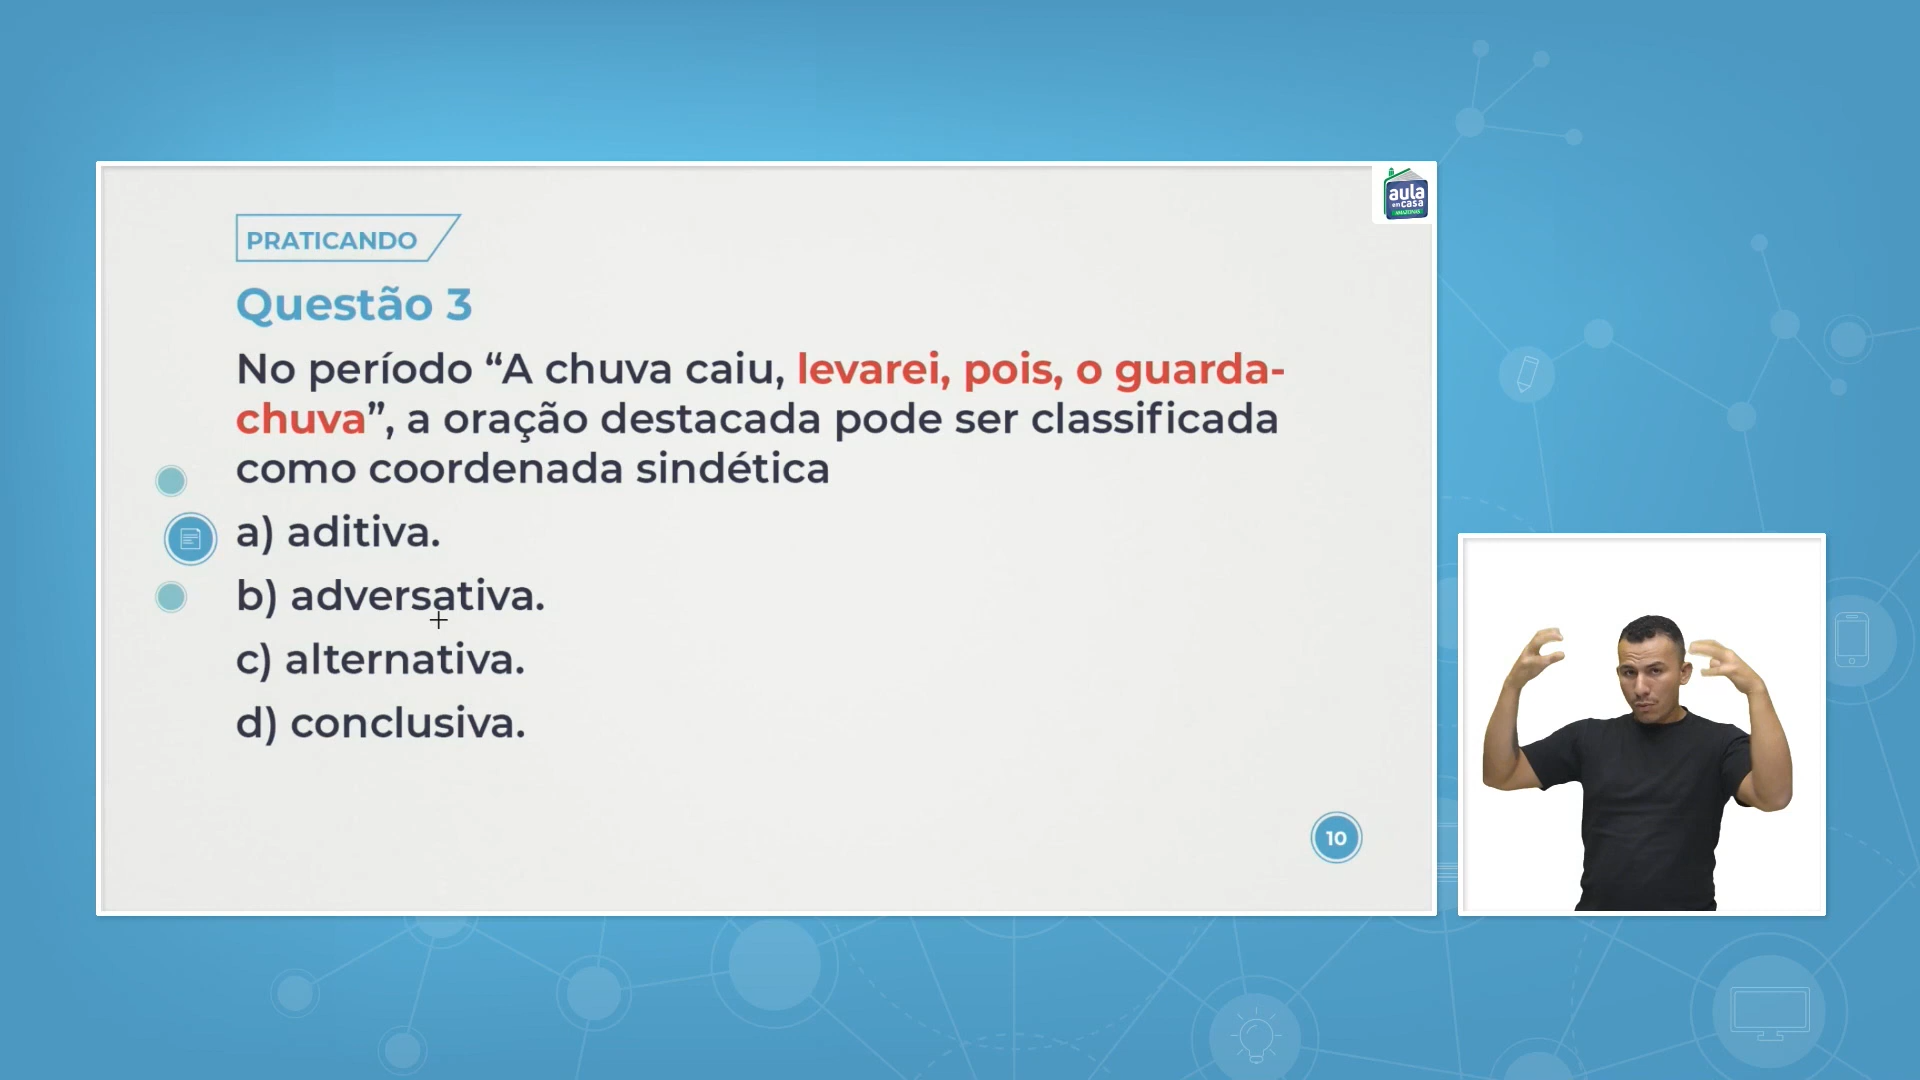 aula
em casa
AMAZONAS
PRATICANDO
Questão 3
No período “A chuva caiu, levarei, pois, o guarda-
chuva”, a oração destacada pode ser classificada
como coordenada sindética
a) aditiva.
b) adversativa.
c) alternativa.
d) conclusiva.
10